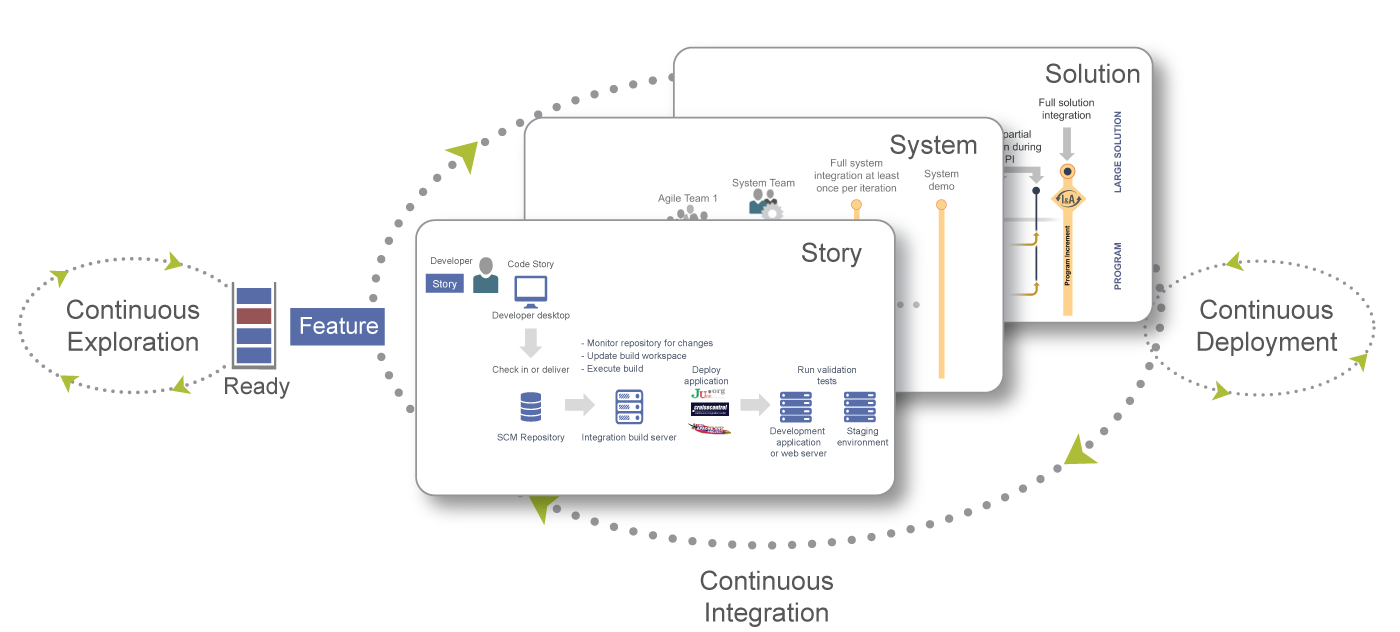 Solution
Full solution
integration
LARGE SOLUTION
partial
n during
PI
I&A
Program Increment
PROGRAM
System
Full system
integration at least
once per iteration
System
demo
System Team
Agile Team 1
Story
Developer
Story
Code Story
Developer desktop
- Monitor repository for changes
- Update build workspace
- Execute build
Check in or deliver
Deploy
application
Run validation
tests
JU .org
cruisecontrol
SCM Repository
Integration build server
Development
application
or web server
Staging
environment
Continuous
Exploration
Ready
Feature
Continuous
Deployment
Continuous
Integration